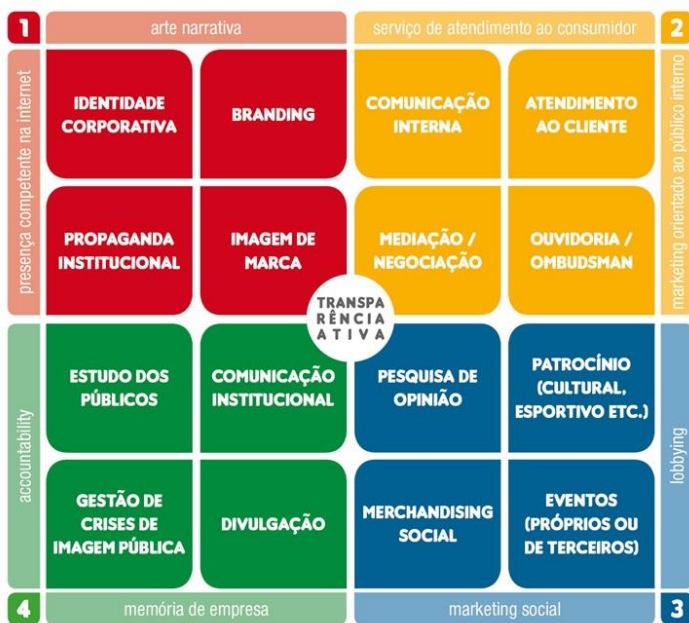 1
arte narrativa
serviço de atendimento ao consumidor
2
presença competente na internet
IDENTIDADE
CORPORATIVA
BRANDING
COMUNICAÇÃO
INTERNA
ATENDIMENTO
AO CLIENTE
marketing orientado ao público interno
PROPAGANDA
INSTITUCIONAL
IMAGEM DE
MARCA
MEDIAÇÃO /
NEGOCIAÇÃO
OUVIDORIA /
OMBUDSMAN
TRANSPA
RÊNCIA
ATIVA
accountability
ESTUDO DOS
PÚBLICOS
COMUNICAÇÃO
INSTITUCIONAL
PESQUISA DE
OPINIÃO
PATROCÍNIO
(CULTURAL,
ESPORTIVO ETC.)
lobbying
GESTÃO DE
CRISES DE
IMAGEM PÚBLICA
DIVULGAÇÃO
MERCHANDISING
SOCIAL
EVENTOS
(PRÓPRIOS OU
DE TERCEIROS)
4
memória de empresa
marketing social
3